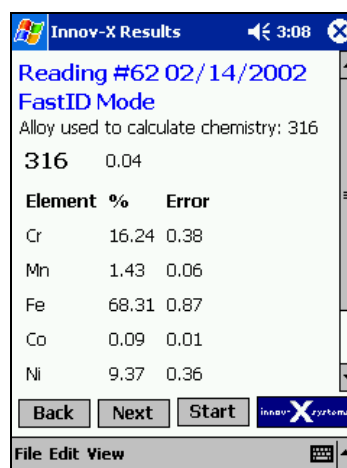 Innov-X Results 3:08
Reading #62 02/14/2002
FastID Mode
Alloy used to calculate chemistry: 316
316 0.04
Element % Error
Cr 16.24 0.38
Mn 1.43 0.06
Fe 68.31 0.87
Co 0.09 0.01
Ni 9.37 0.36
Back Next Start innov-X systems
File Edit View